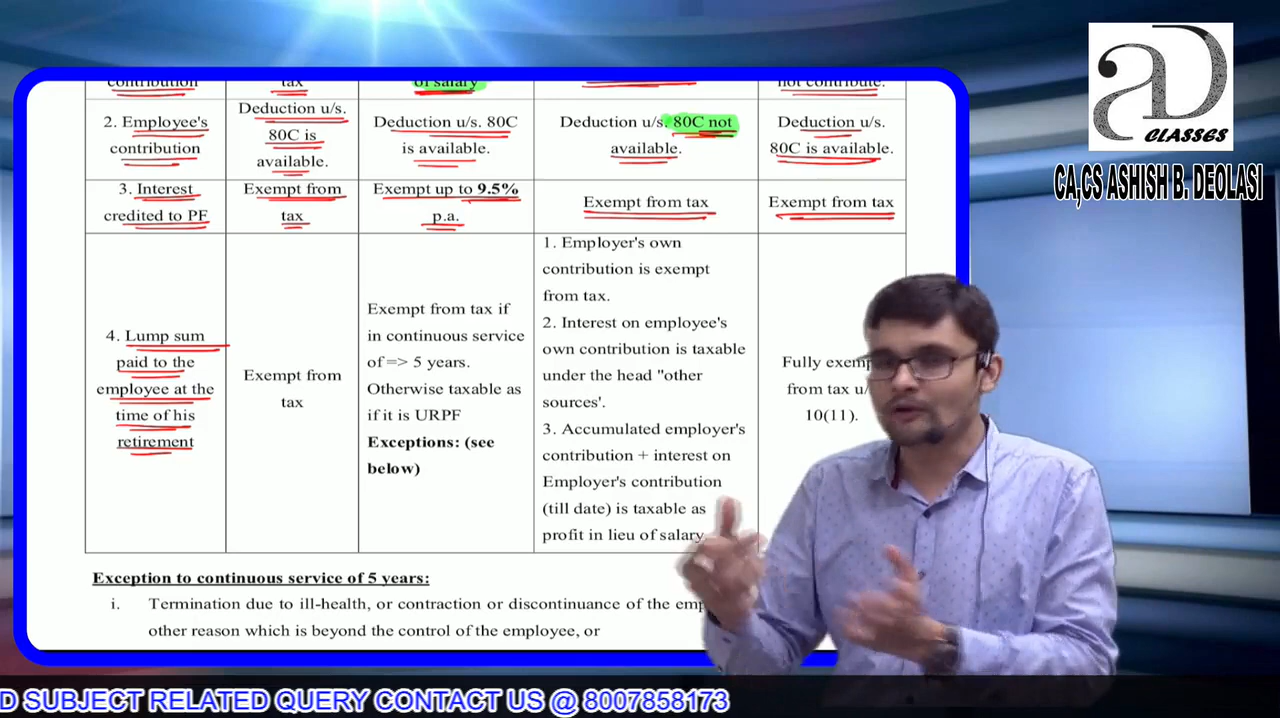 contribution
tax
of salary
not contribute.
2. Employee's
contribution
Deduction u/s.
80C is
available.
Deduction u/s. 80C
is available.
Deduction u/s. 80C not
available.
Deduction u/s.
80C is available.
3. Interest
credited to PF
Exempt from
tax
Exempt up to 9.5%
p.a.
Exempt from tax
Exempt from tax
4. Lump sum
paid to the
employee at the
time of his
retirement
Exempt from
tax
Exempt from tax if
in continuous service
of => 5 years.
Otherwise taxable as
if it is URPF
Exceptions: (see
below)
1. Employer's own
contribution is exempt
from tax.
2. Interest on employee's
own contribution is taxable
under the head "other
sources'.
3. Accumulated employer's
contribution + interest on
Employer's contribution
(till date) is taxable as
profit in lieu of salary
Fully exemp
from tax u/
10(11).
Exception to continuous service of 5 years:
i. Termination due to ill-health, or contraction or discontinuance of the emp
other reason which is beyond the control of the employee, or
aD
CLASSES
CA,CS ASHISH B. DEOLASI
D SUBJECT RELATED QUERY CONTACT US @ 8007858173